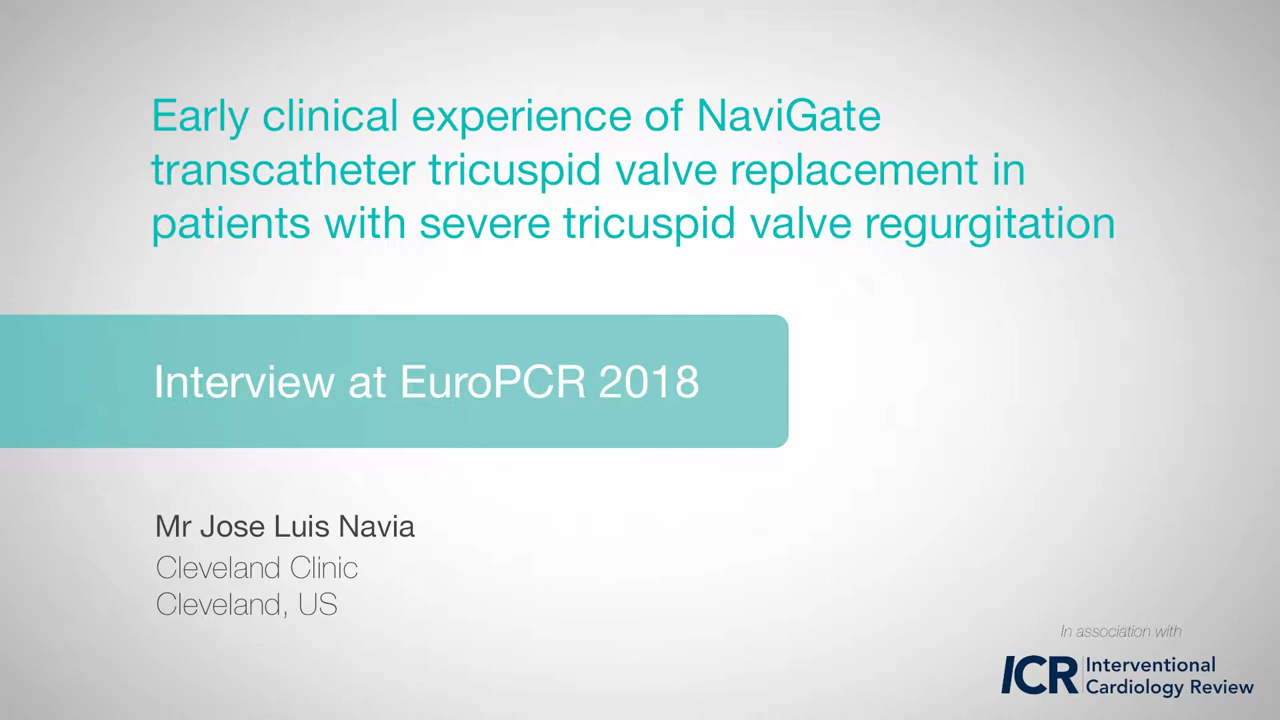 Early clinical experience of NaviGate
transcatheter tricuspid valve replacement in
patients with severe tricuspid valve regurgitation
Interview at EuroPCR 2018
Mr Jose Luis Navia
Cleveland Clinic
Cleveland, US
In association with
ICR Interventional
Cardiology Review